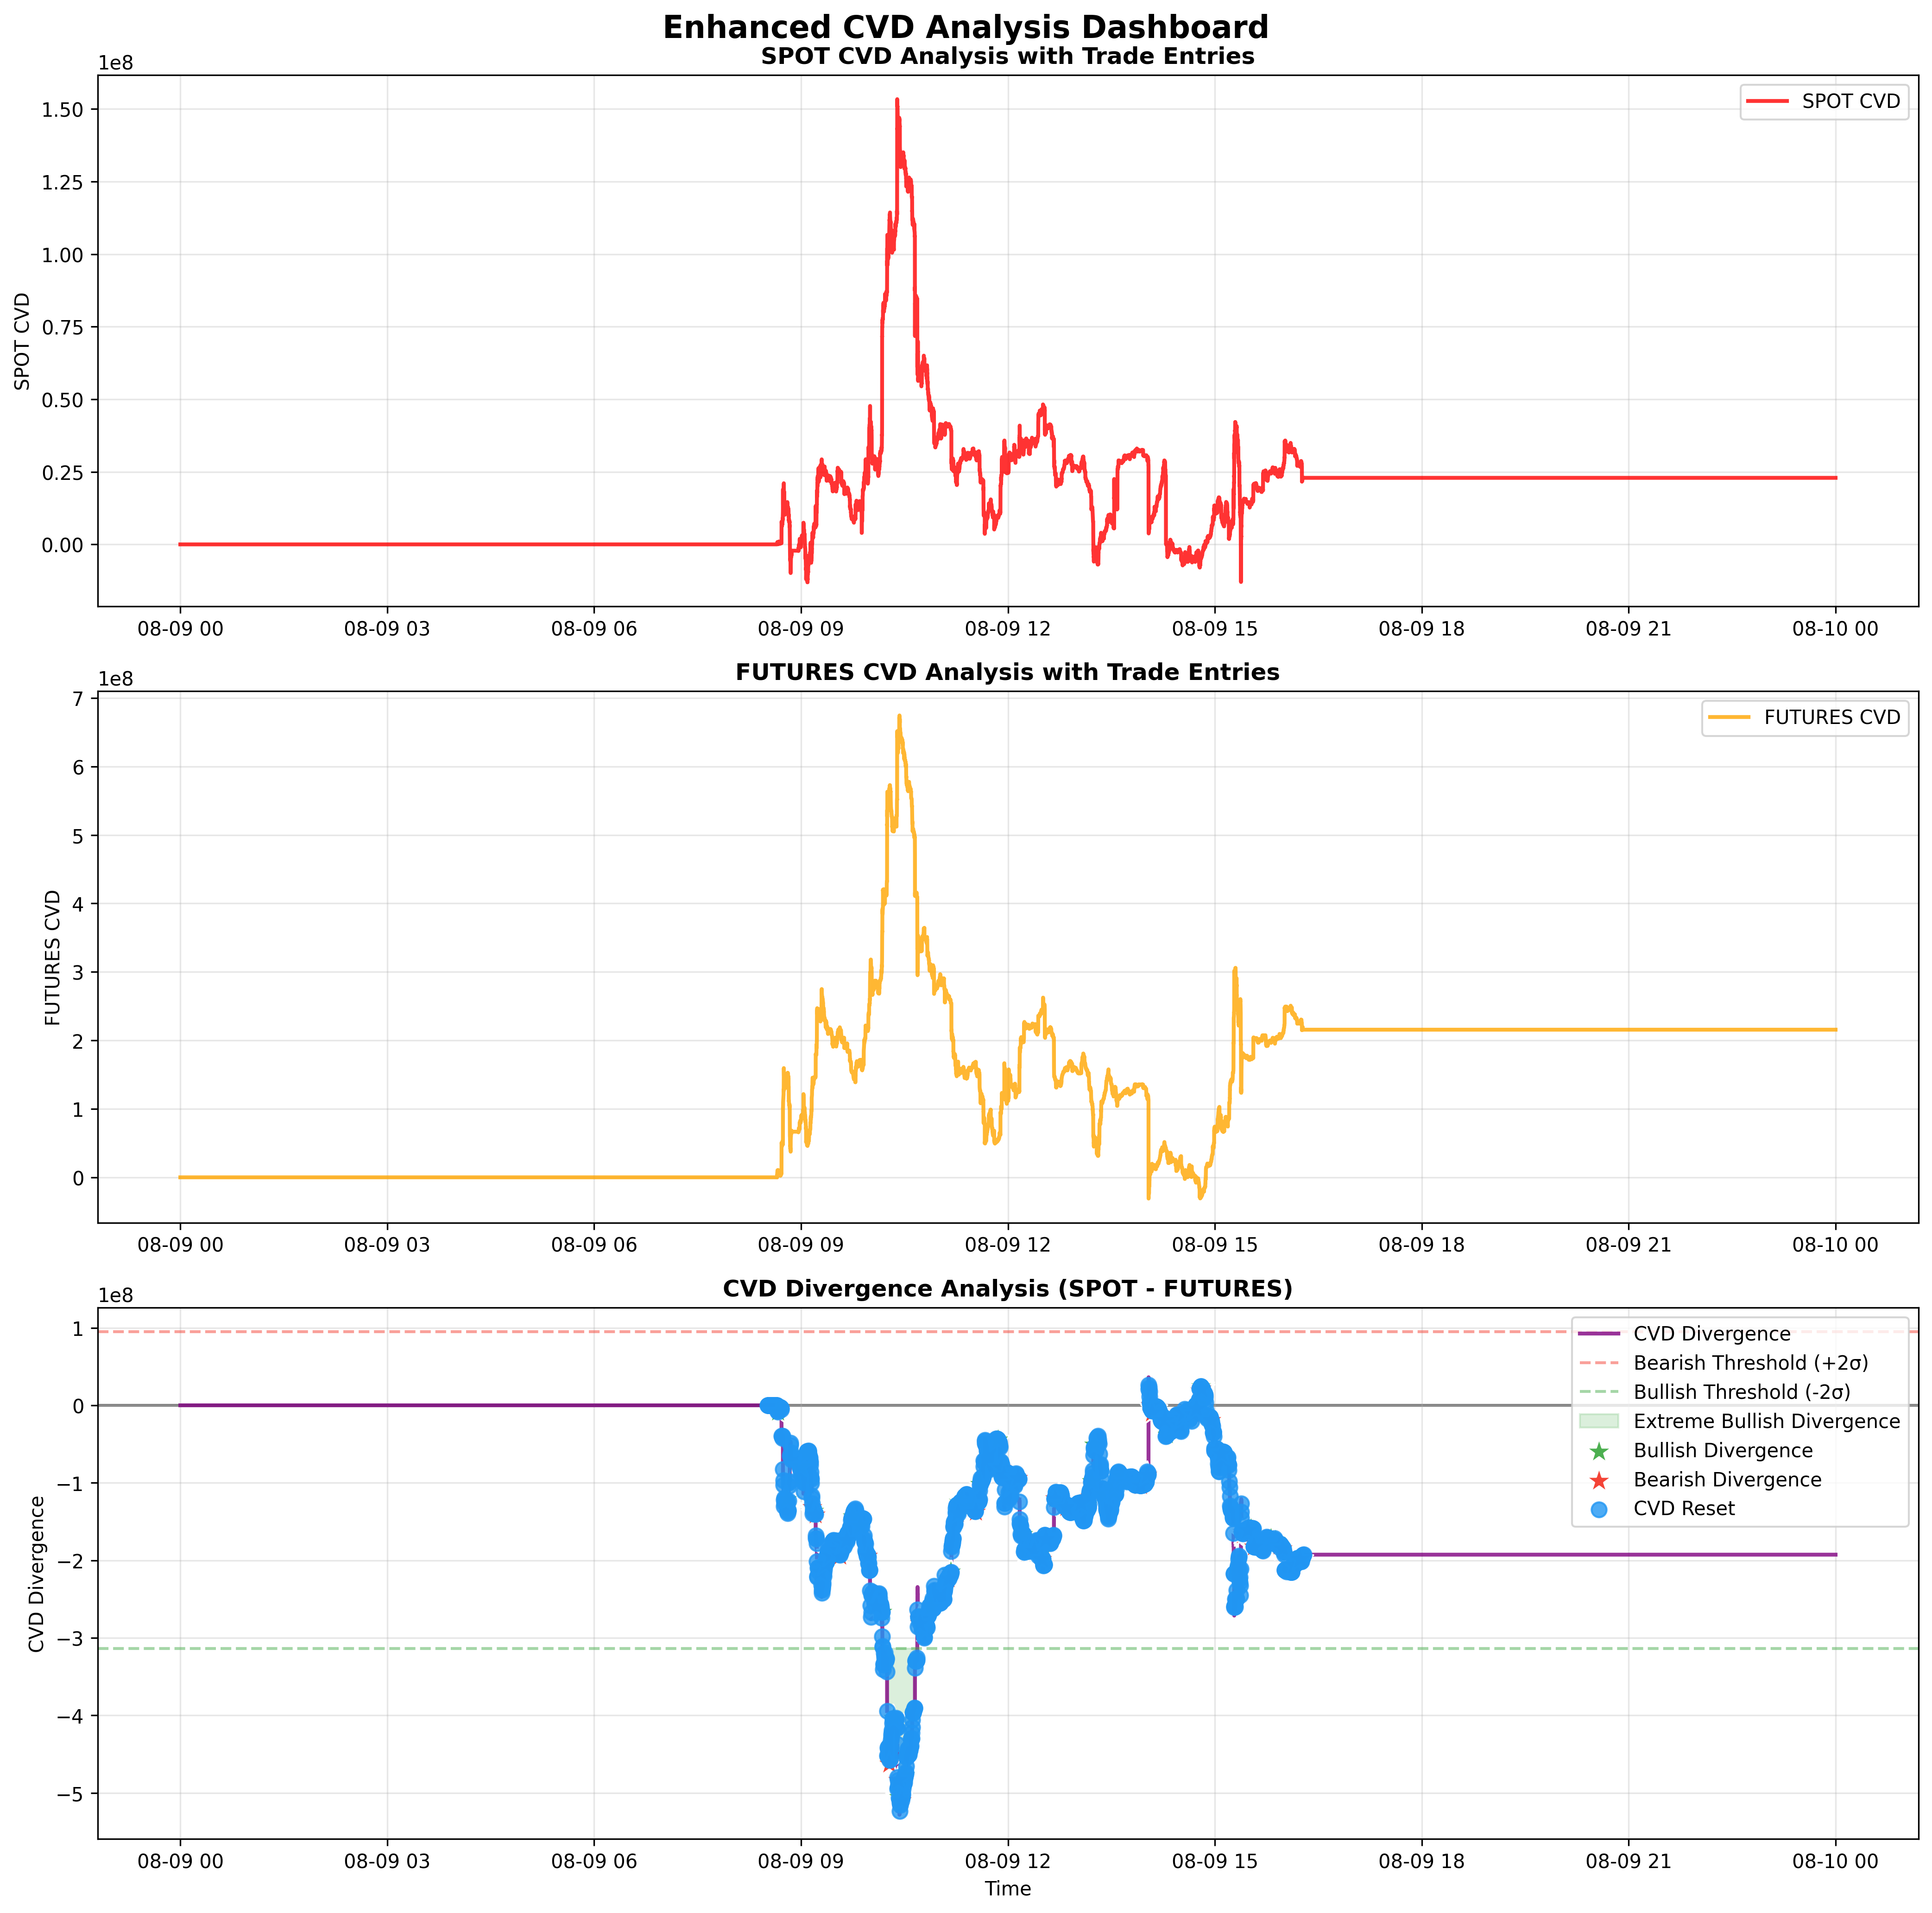 Enhanced CVD Analysis Dashboard
SPOT CVD Analysis with Trade Entries
1e8
SPOT CVD
1.50
1.25
1.00
0.75
0.50
0.25
0.00
SPOT CVD
08-09 00 08-09 03 08-09 06 08-09 09 08-09 12 08-09 15 08-09 18 08-09 21 08-10 00
FUTURES CVD Analysis with Trade Entries
1e8
FUTURES CVD
7
6
5
4
3
2
1
0
FUTURES CVD
08-09 00 08-09 03 08-09 06 08-09 09 08-09 12 08-09 15 08-09 18 08-09 21 08-10 00
CVD Divergence Analysis (SPOT - FUTURES)
1e8
CVD Divergence
Bearish Threshold (+2σ)
Bullish Threshold (-2σ)
Extreme Bullish Divergence
Bullish Divergence
Bearish Divergence
CVD Reset
1
0
−1
−2
−3
−4
−5
CVD Divergence
08-09 00 08-09 03 08-09 06 08-09 09 08-09 12 08-09 15 08-09 18 08-09 21 08-10 00
Time